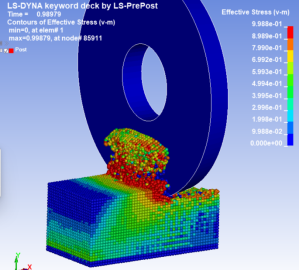 LS-DYNA keyword deck by LS-PrePost
Time = 0.98979
Contours of Effective Stress (v-m)
min=0, at elem# 1
max=0.99879, at node# 85911
Post
Effective Stress (v-m)
9.988e-01
8.989e-01
7.990e-01
6.992e-01
5.993e-01
4.994e-01
3.995e-01
2.996e-01
1.998e-01
9.988e-02
0.000e+00
Y
X